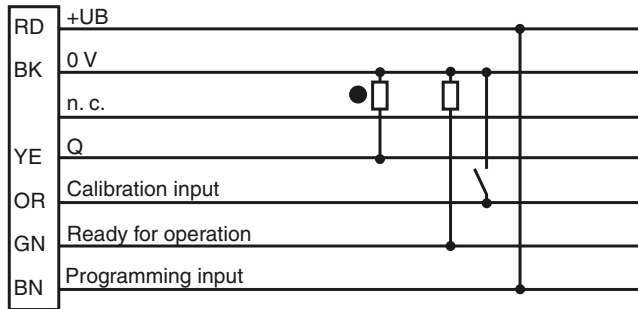 RD +UB
BK 0 V
n. c.
YE Q
OR Calibration input
GN Ready for operation
BN Programming input